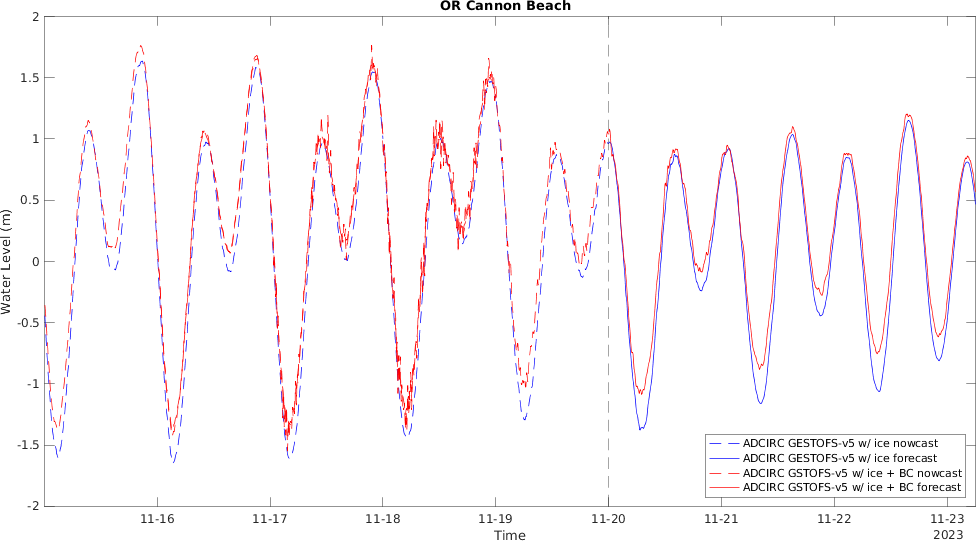 OR Cannon Beach
2
1.5
1
0.5
0
-0.5
-1
-1.5
-2
Water Level (m)
11-16 11-17 11-18 11-19 11-20 11-21 11-22 11-23
Time
2023
ADCIRC GESTOFS-v5 w/ ice nowcast
ADCIRC GESTOFS-v5 w/ ice forecast
ADCIRC GSTOFS-v5 w/ ice + BC nowcast
ADCIRC GSTOFS-v5 w/ ice + BC forecast